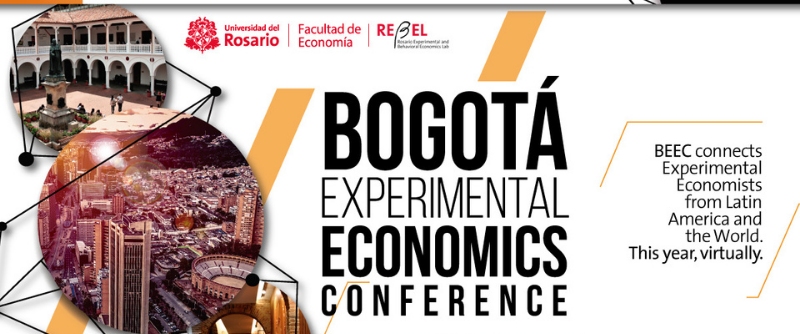 Universidad del
Rosario
Facultad de
Economía
REBEL
Rosario Experimental and
Behavioral Economics Lab
BOGOTÁ
EXPERIMENTAL
ECONOMICS
CONFERENCE
BEEC connects
Experimental
Economists
from Latin
America and
the World.
This year, virtually.